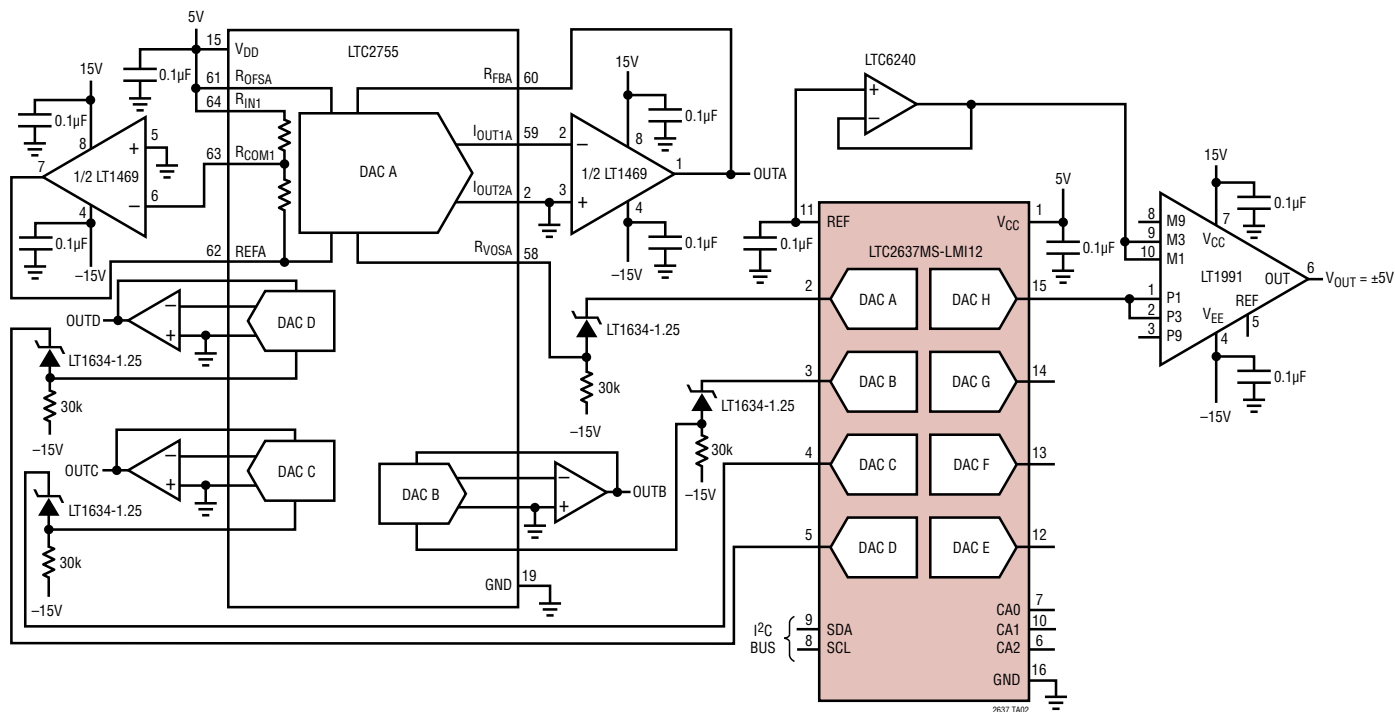 5V
15
VDD
LTC2755
0.1µF
61
ROFSA
64
RIN1
RFBA
60
15V
0.1µF
8
5
+
7
1/2 LT1469
6
–
4
0.1µF
–15V
63
RCOM1
DAC A
IOUT1A
59
2
–
IOUT2A
2
3
+
15V
0.1µF
8
1/2 LT1469
1
OUTA
4
0.1µF
–15V
62
REFA
RVOSA
58
LTC6240
+
–
OUTD
–
+
DAC D
LT1634-1.25
30k
–15V
OUTC
–
+
DAC C
LT1634-1.25
30k
–15V
DAC B
–
+
OUTB
GND
19
LT1634-1.25
30k
–15V
LT1634-1.25
30k
–15V
0.1µF
11
REF
5V
VCC
1
0.1µF
LTC2637MS-LMI12
2
DAC A
DAC H
15
3
DAC B
DAC G
14
4
DAC C
DAC F
13
5
DAC D
DAC E
12
I2C
BUS
9
SDA
8
SCL
CA0
7
CA1
10
CA2
6
GND
16
15V
0.1µF
7
VCC
8
M9
9
M3
10
M1
LT1991
1
P1
2
P3
3
P9
OUT
6
VOUT = ±5V
REF
5
VEE
4
0.1µF
–15V
2637 TA02